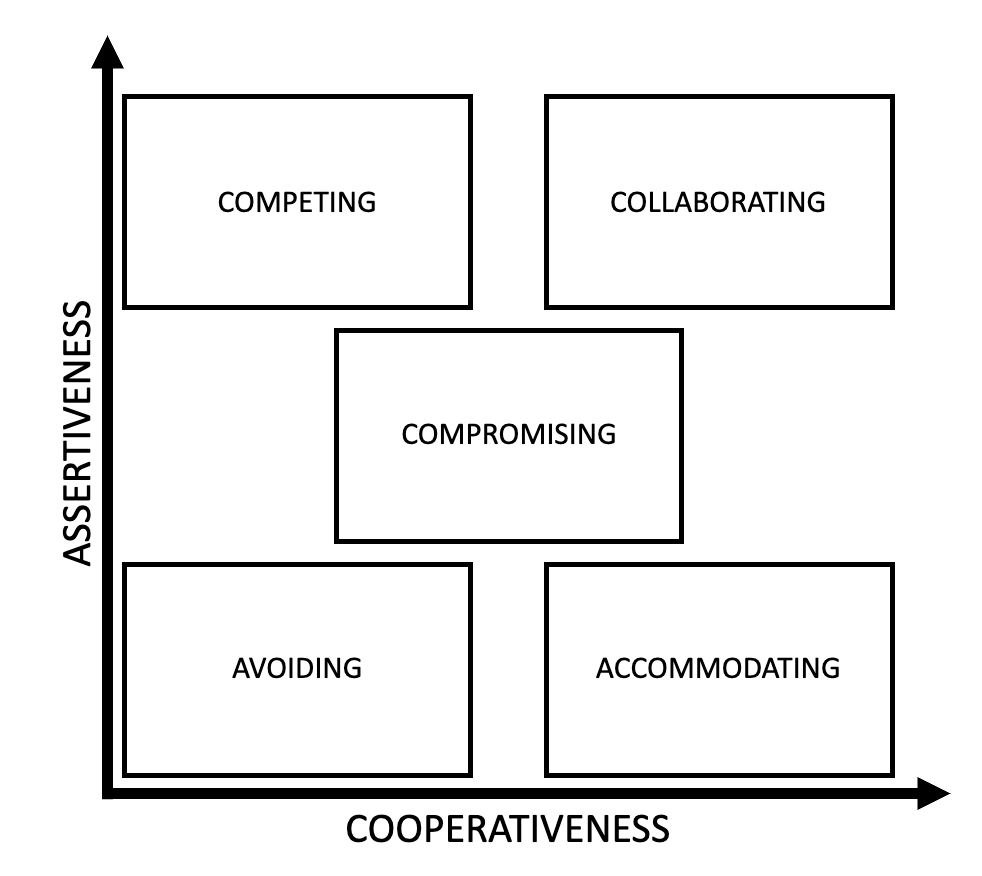 COMPETING
COLLABORATING
ASSERTIVENESS
COMPROMISING
AVOIDING
ACCOMMODATING
COOPERATIVENESS